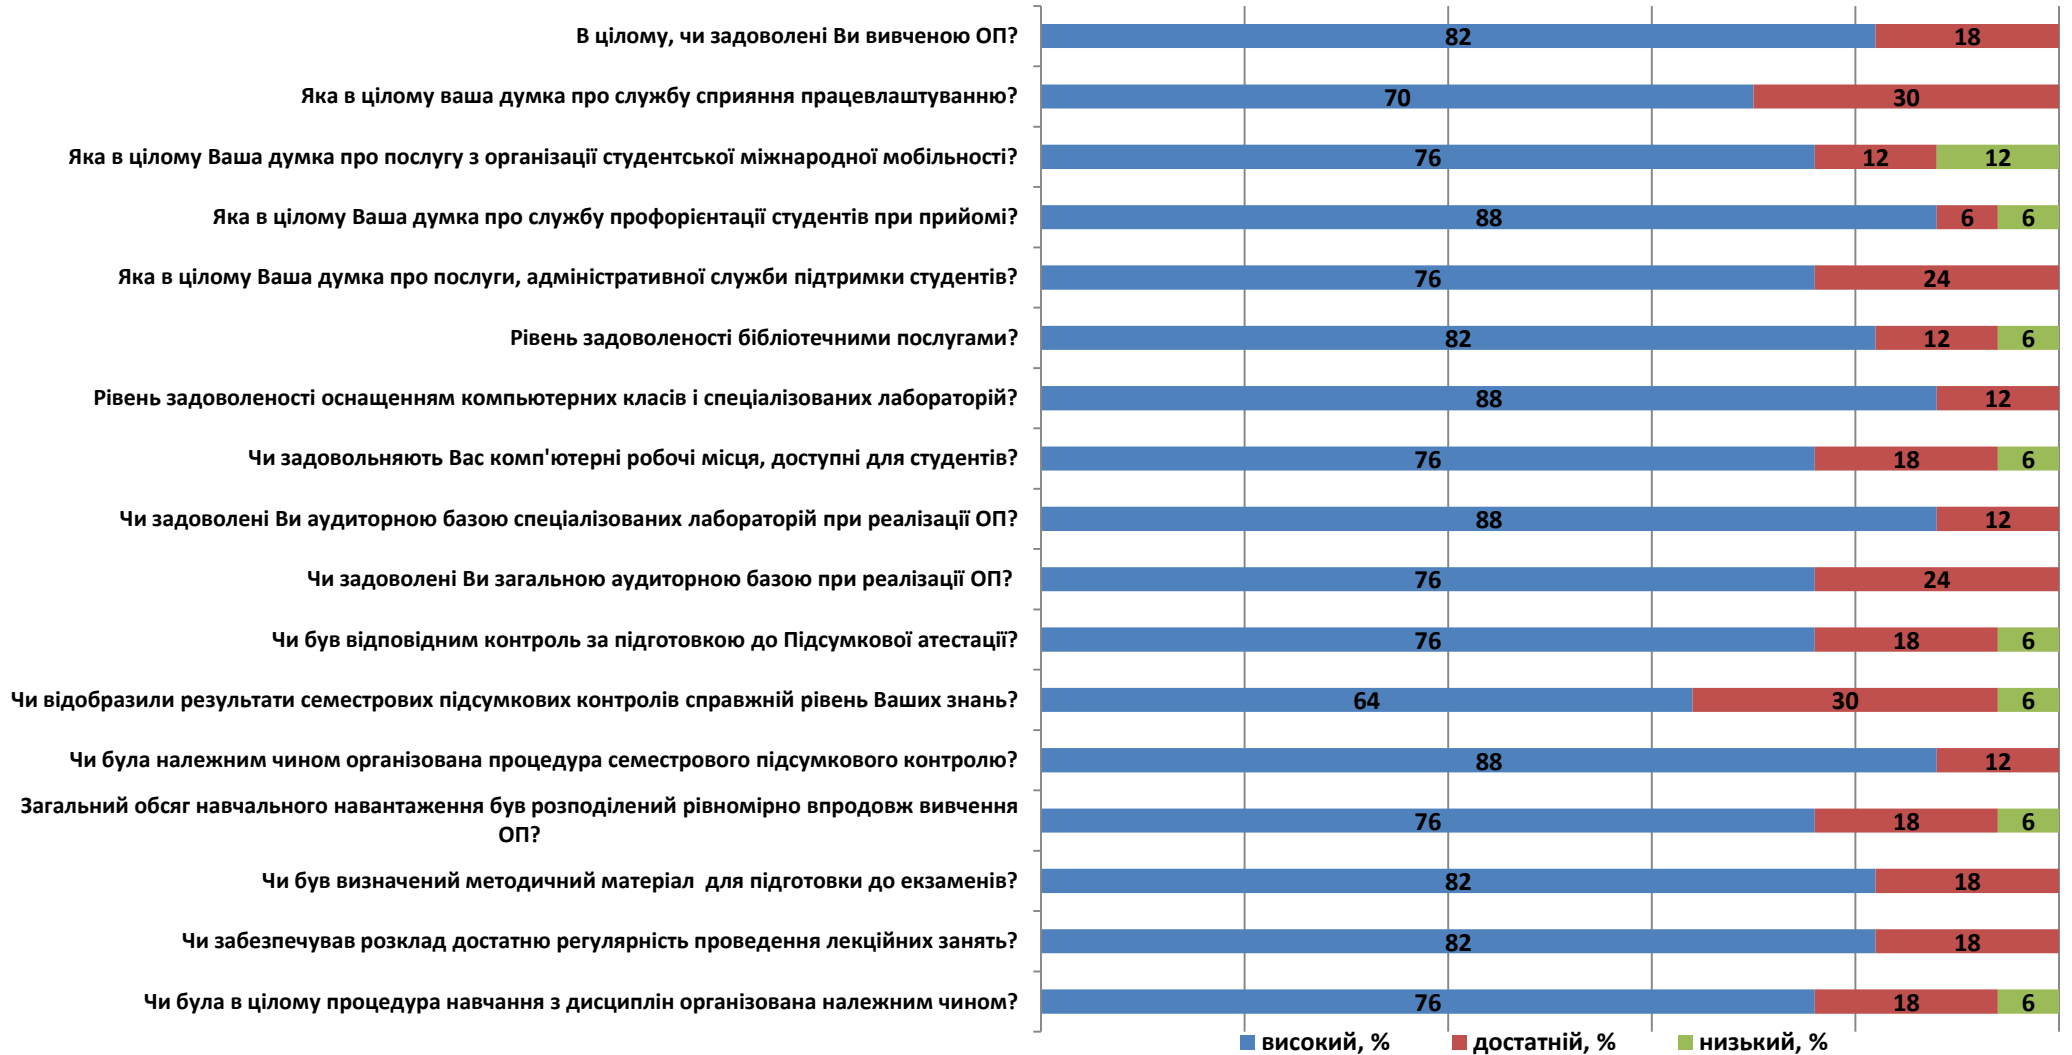 В цілому, чи задоволені Ви вивченою ОП? 82 18
Яка в цілому ваша думка про службу сприяння працевлаштуванню? 70 30
Яка в цілому Ваша думка про послугу з організації студентської міжнародної мобільності? 76 12 12
Яка в цілому Ваша думка про службу профорієнтації студентів при прийомі? 88 6 6
Яка в цілому Ваша думка про послуги, адміністративної служби підтримки студентів? 76 24
Рівень задоволеності бібліотечними послугами? 82 12 6
Рівень задоволеності оснащенням компьютерних класів і спеціалізованих лабораторій? 88 12
Чи задовольняють Вас комп'ютерні робочі місця, доступні для студентів? 76 18 6
Чи задоволені Ви аудиторною базою спеціалізованих лабораторій при реалізації ОП? 88 12
Чи задоволені Ви загальною аудиторною базою при реалізації ОП? 76 24
Чи був відповідним контроль за підготовкою до Підсумкової атестації? 76 18 6
Чи відобразили результати семестрових підсумкових контролів справжній рівень Ваших знань? 64 30 6
Чи була належним чином організована процедура семестрового підсумкового контролю? 88 12
Загальний обсяг навчального навантаження був розподілений рівномірно впродовж вивчення
ОП? 76 18 6
Чи був визначений методичний матеріал для підготовки до екзаменів? 82 18
Чи забезпечував розклад достатню регулярність проведення лекційних занять? 82 18
Чи була в цілому процедура навчання з дисциплін організована належним чином? 76 18 6
високий, % достатній, % низький, %